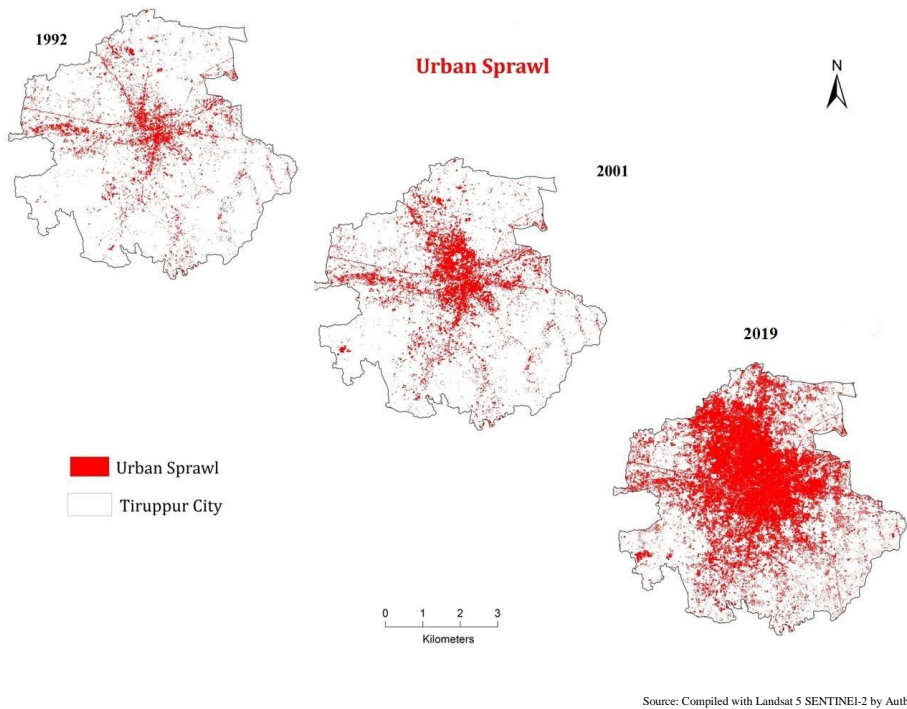 1992
Urban Sprawl
N
2001
2019
Urban Sprawl
Tiruppur City
0 1 2 3
Kilometers
Source: Compiled with Landsat 5 SENTINEl-2 by Auth